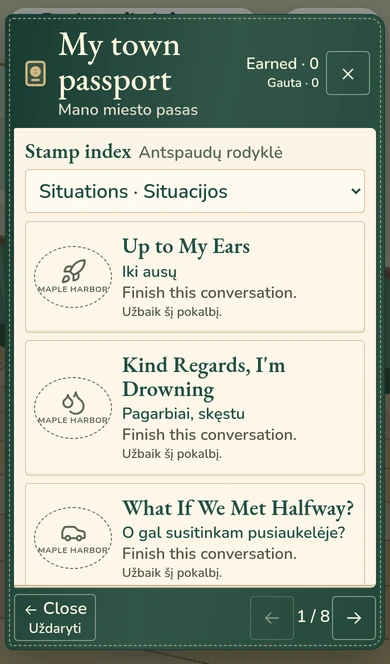 My town
passport
Mano miesto pasas
Earned · 0
Gauta · 0
×
Stamp index Antspaudų rodyklė
Situations · Situacijos
MAPLE HARBOR
Up to My Ears
Iki ausų
Finish this conversation.
Užbaik šį pokalbį.
MAPLE HARBOR
Kind Regards, I'm
Drowning
Pagarbiai, skęstu
Finish this conversation.
Užbaik šį pokalbį.
MAPLE HARBOR
What If We Met Halfway?
O gal susitinkam pusiaukelėje?
Finish this conversation.
Užbaik šį pokalbį.
← Close
Uždaryti
← 1 / 8 →